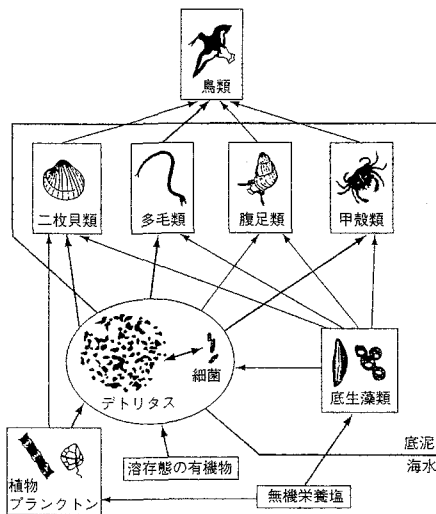 鳥類
二枚貝類
多毛類
腹足類
甲殻類
細菌
デトリタス
底生藻類
底泥
海水
溶存態の有機物
植物
プランクトン
無機栄養塩